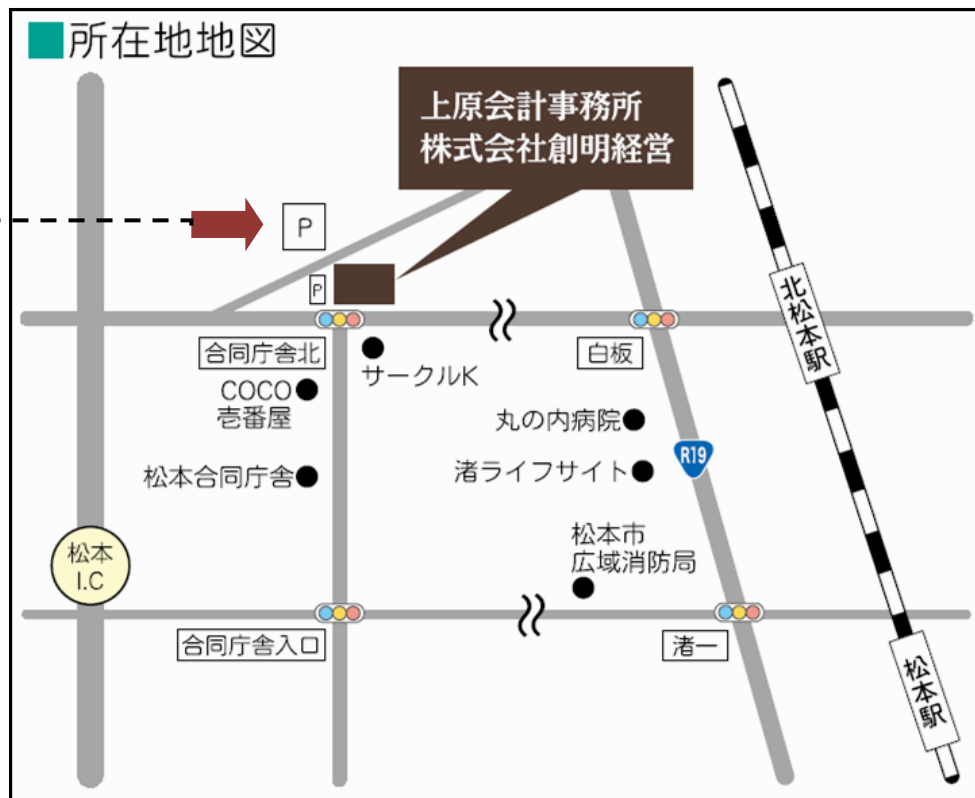 所在地地図
上原会計事務所
株式会社創明経営
P
P
北松本駅
合同庁舎北
サークルK
白板
COCO
壱番屋
丸の内病院
R19
松本合同庁舎
渚ライフサイト
松本
I.C
松本市
広域消防局
合同庁舎入口
渚一
松本駅